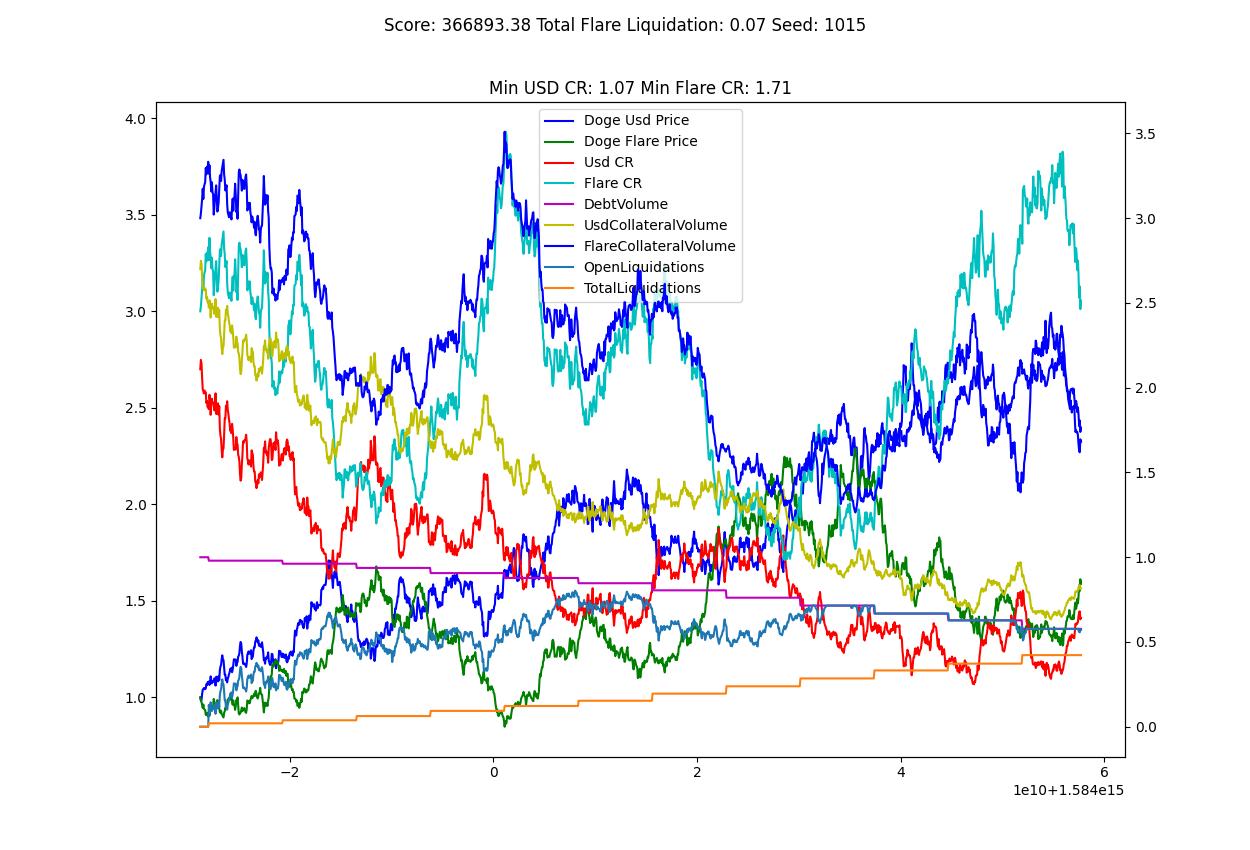 Score: 366893.38 Total Flare Liquidation: 0.07 Seed: 1015
Min USD CR: 1.07 Min Flare CR: 1.71
4.0
3.5
3.0
2.5
2.0
1.5
1.0
Doge Usd Price
Doge Flare Price
Usd CR
Flare CR
DebtVolume
UsdCollateralVolume
FlareCollateralVolume
OpenLiquidations
TotalLiquidations
3.5
3.0
2.5
2.0
1.5
1.0
0.5
0.0
−2 0 2 4 6
1e10+1.584e15